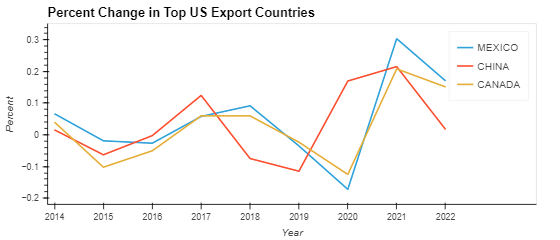 Percent Change in Top US Export Countries
0.3
0.2
0.1
0
−0.1
−0.2
Percent
2014 2015 2016 2017 2018 2019 2020 2021 2022
Year
MEXICO
CHINA
CANADA